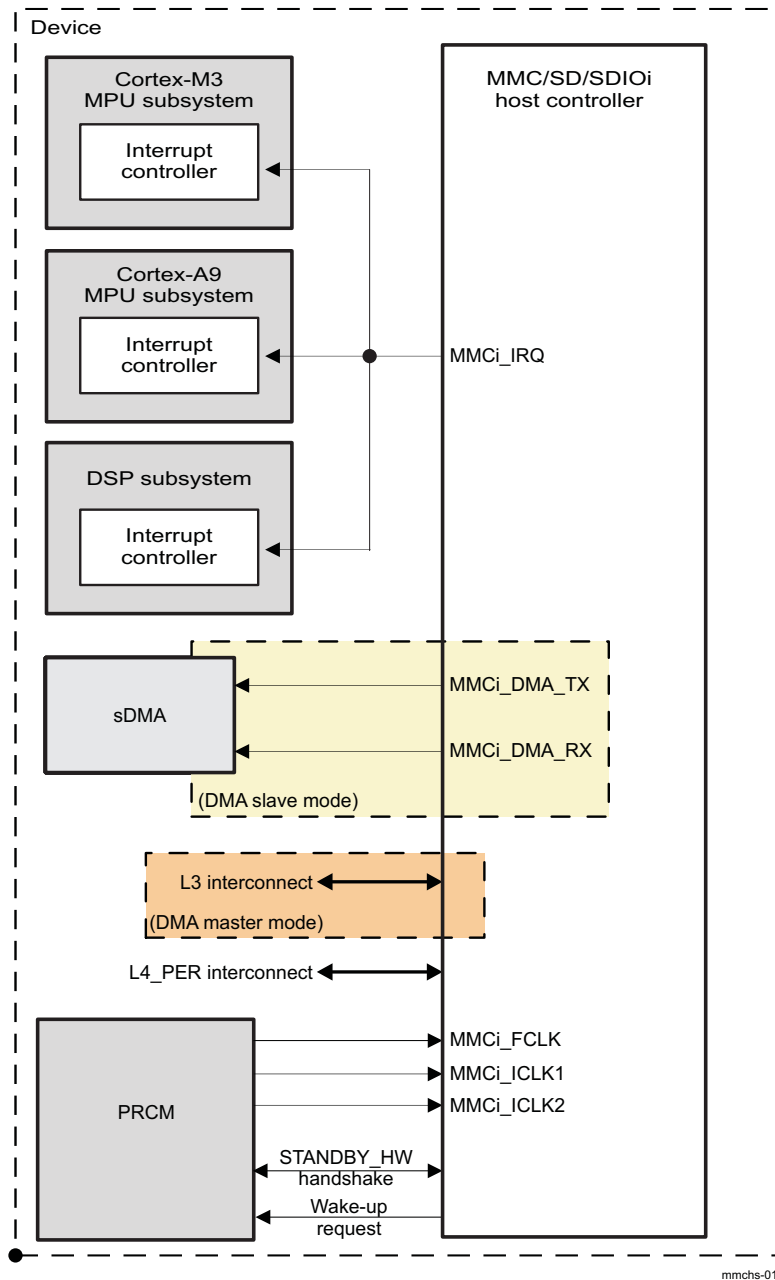 Device
Cortex-M3
MPU subsystem
Interrupt
controller
MMC/SD/SDIOi
host controller
Cortex-A9
MPU subsystem
Interrupt
controller
MMCi_IRQ
DSP subsystem
Interrupt
controller
sDMA
MMCi_DMA_TX
MMCi_DMA_RX
(DMA slave mode)
L3 interconnect
(DMA master mode)
L4_PER interconnect
PRCM
MMCi_FCLK
MMCi_ICLK1
MMCi_ICLK2
STANDBY_HW
handshake
Wake-up
request
mmchs-01